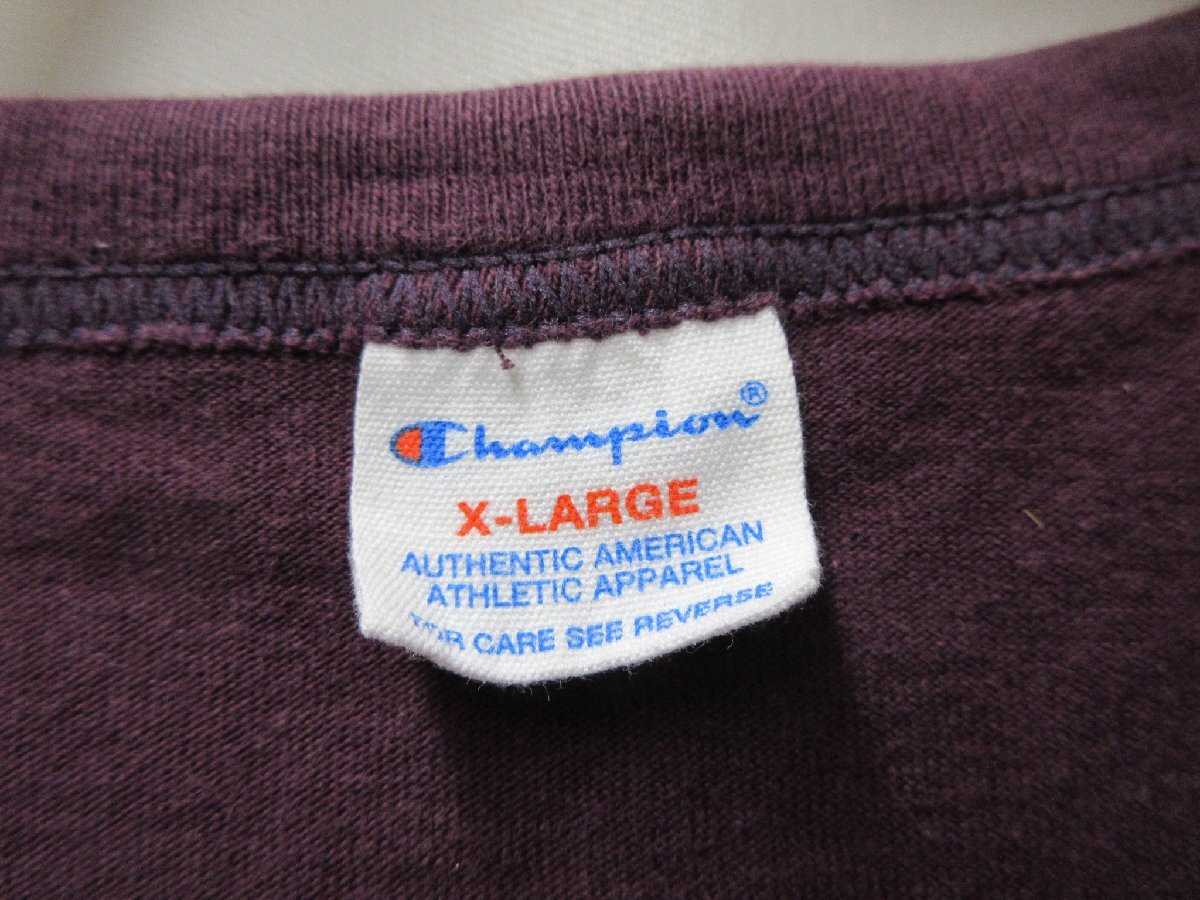 Champion®
X-LARGE
AUTHENTIC AMERICAN
ATHLETIC APPAREL
FOR CARE SEE REVERSE